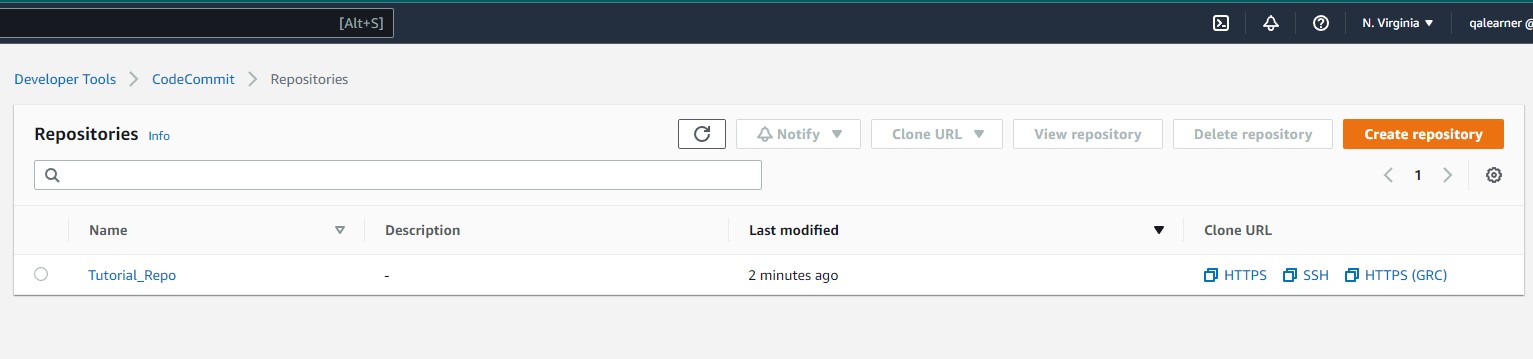 [Alt+S] N. Virginia qalearner @
Developer Tools CodeCommit Repositories
Repositories Info Notify Clone URL View repository Delete repository Create repository
1
Name Description Last modified Clone URL
Tutorial_Repo - 2 minutes ago HTTPS SSH HTTPS (GRC)